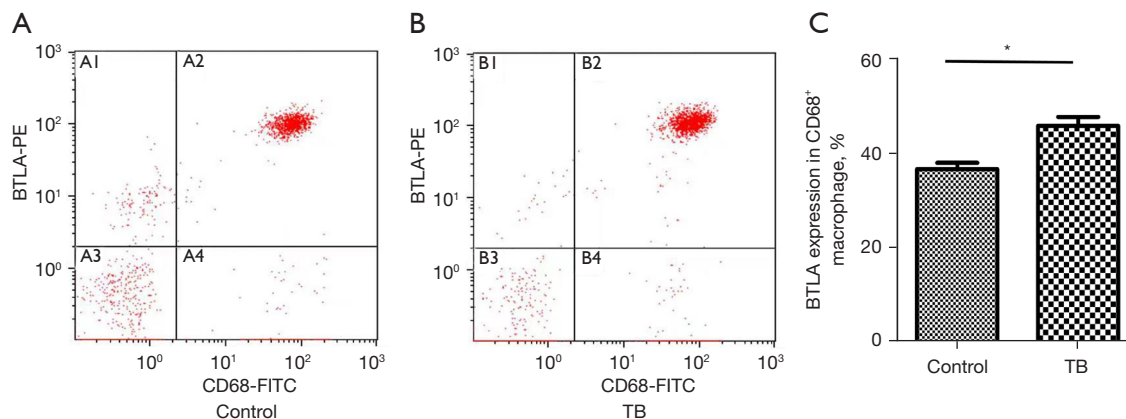 A
10³
10²
10¹
10⁰
BTLA-PE
A1
A2
A3
A4
10⁰
10¹
10²
10³
CD68-FITC
Control
B
10³
10²
10¹
10⁰
BTLA-PE
B1
B2
B3
B4
10⁰
10¹
10²
10³
CD68-FITC
TB
C
BTLA expression in CD68⁺
macrophage, %
60
40
20
0
*
Control
TB